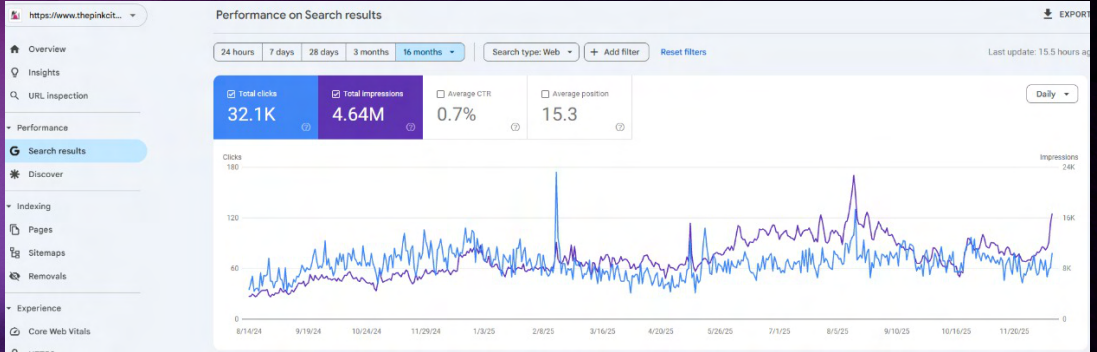 https://www.thepinkcit...
Performance on Search results
EXPORT
Overview
Insights
URL inspection
Performance
Search results
Discover
Indexing
Pages
Sitemaps
Removals
Experience
Core Web Vitals
24 hours
7 days
28 days
3 months
16 months
Search type: Web
+ Add filter
Reset filters
Last update: 15.5 hours ag
Total clicks
32.1K
Total impressions
4.64M
Average CTR
0.7%
Average position
15.3
Daily
Clicks
180
120
60
0
Impressions
24K
16K
8K
0
8/14/24
9/19/24
10/24/24
11/29/24
1/3/25
2/8/25
3/16/25
4/20/25
5/26/25
7/1/25
8/5/25
9/10/25
10/16/25
11/20/25